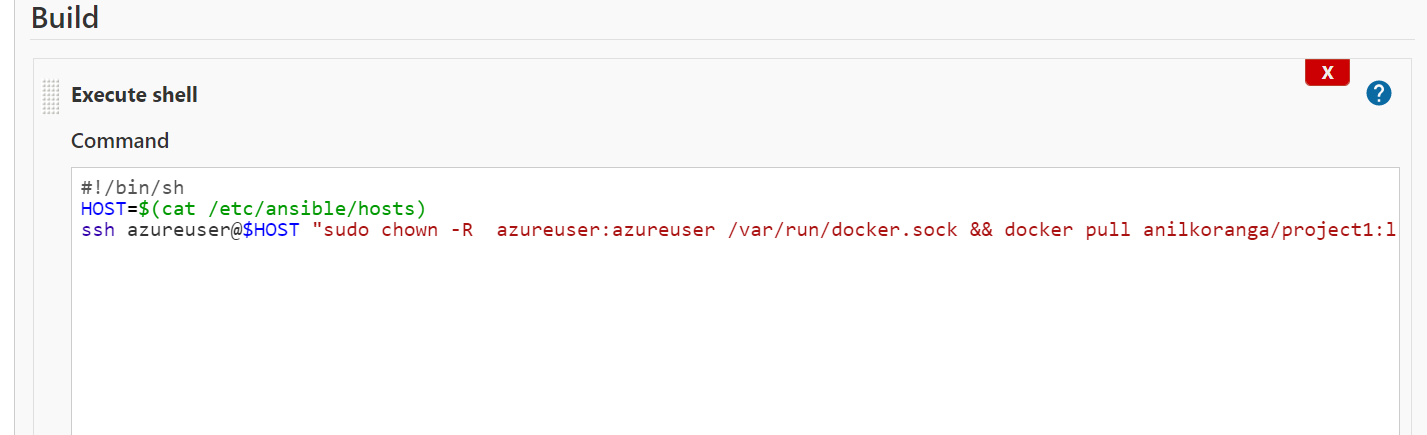 Build
X
Execute shell
?
Command
#!/bin/sh
HOST=$(cat /etc/ansible/hosts)
ssh azureuser@$HOST "sudo chown -R  azureuser:azureuser /var/run/docker.sock && docker pull anilkoranga/project1:l